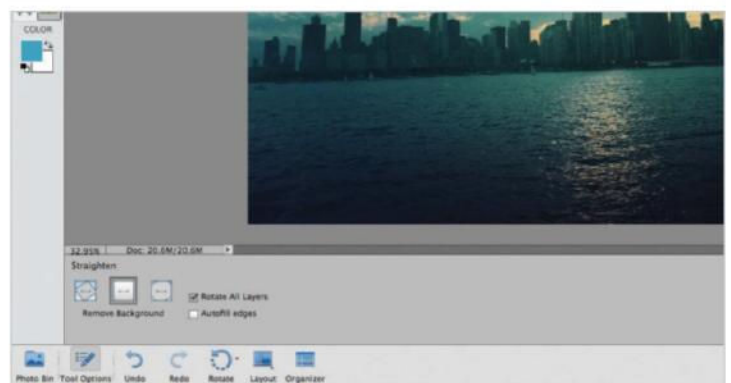 COLOR
32.95% Doc: 20.6M/20.6M
Straighten
Rotate All Layers
Remove Background Autofill edges
Photo Bin Tool Options Undo Redo Rotate Layout Organizer